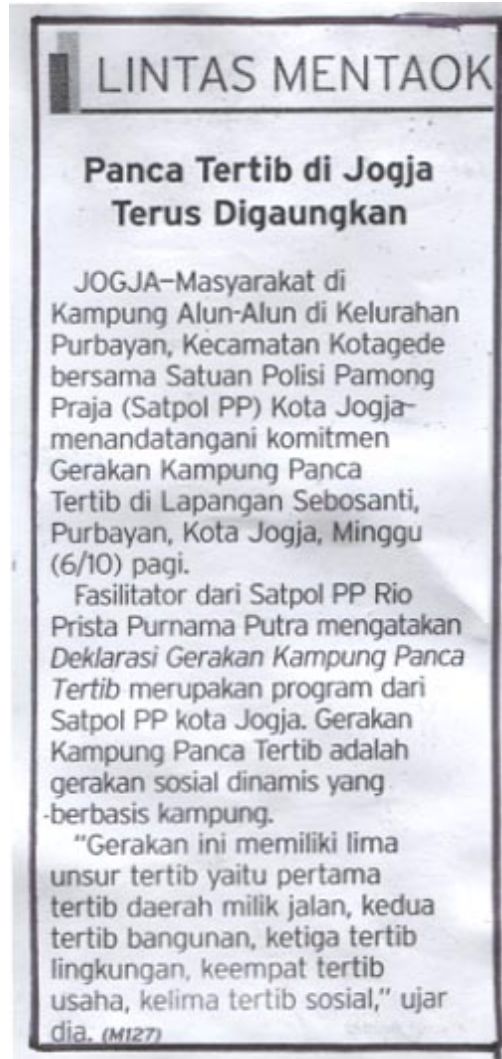 LINTAS MENTAOK
Panca Tertib di Jogja
Terus Digaungkan
JOGJA—Masyarakat di
Kampung Alun-Alun di Kelurahan
Purbayan, Kecamatan Kotagede
bersama Satuan Polisi Pamong
Praja (Satpol PP) Kota Jogja
menandatangani komitmen
Gerakan Kampung Panca
Tertib di Lapangan Sebosanti,
Purbayan, Kota Jogja, Minggu
(6/10) pagi.
Fasilitator dari Satpol PP Rio
Prista Purnama Putra mengatakan
Deklarasi Gerakan Kampung Panca
Tertib merupakan program dari
Satpol PP kota Jogja. Gerakan
Kampung Panca Tertib adalah
gerakan sosial dinamis yang
berbasis kampung.
"Gerakan ini memiliki lima
unsur tertib yaitu pertama
tertib daerah milik jalan, kedua
tertib bangunan, ketiga tertib
lingkungan, keempat tertib
usaha, kelima tertib sosial," ujar
dia. (M127)